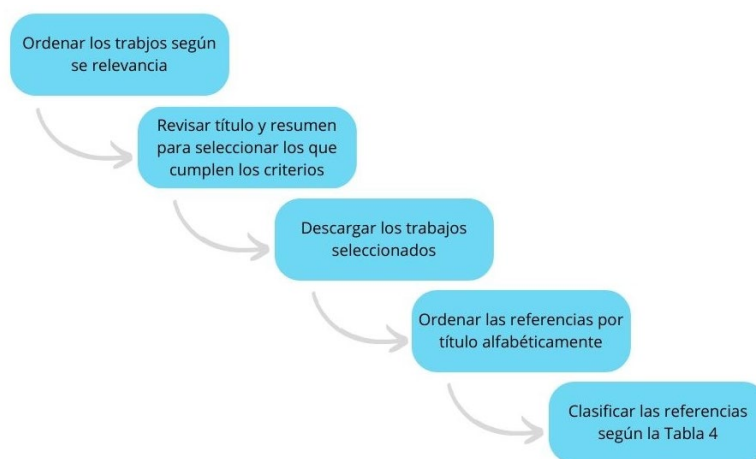 Ordenar los trabjos según
se relevancia
Revisar título y resumen
para seleccionar los que
cumplen los criterios
Descargar los trabajos
seleccionados
Ordenar las referencias por
título alfabéticamente
Clasificar las referencias
según la Tabla 4